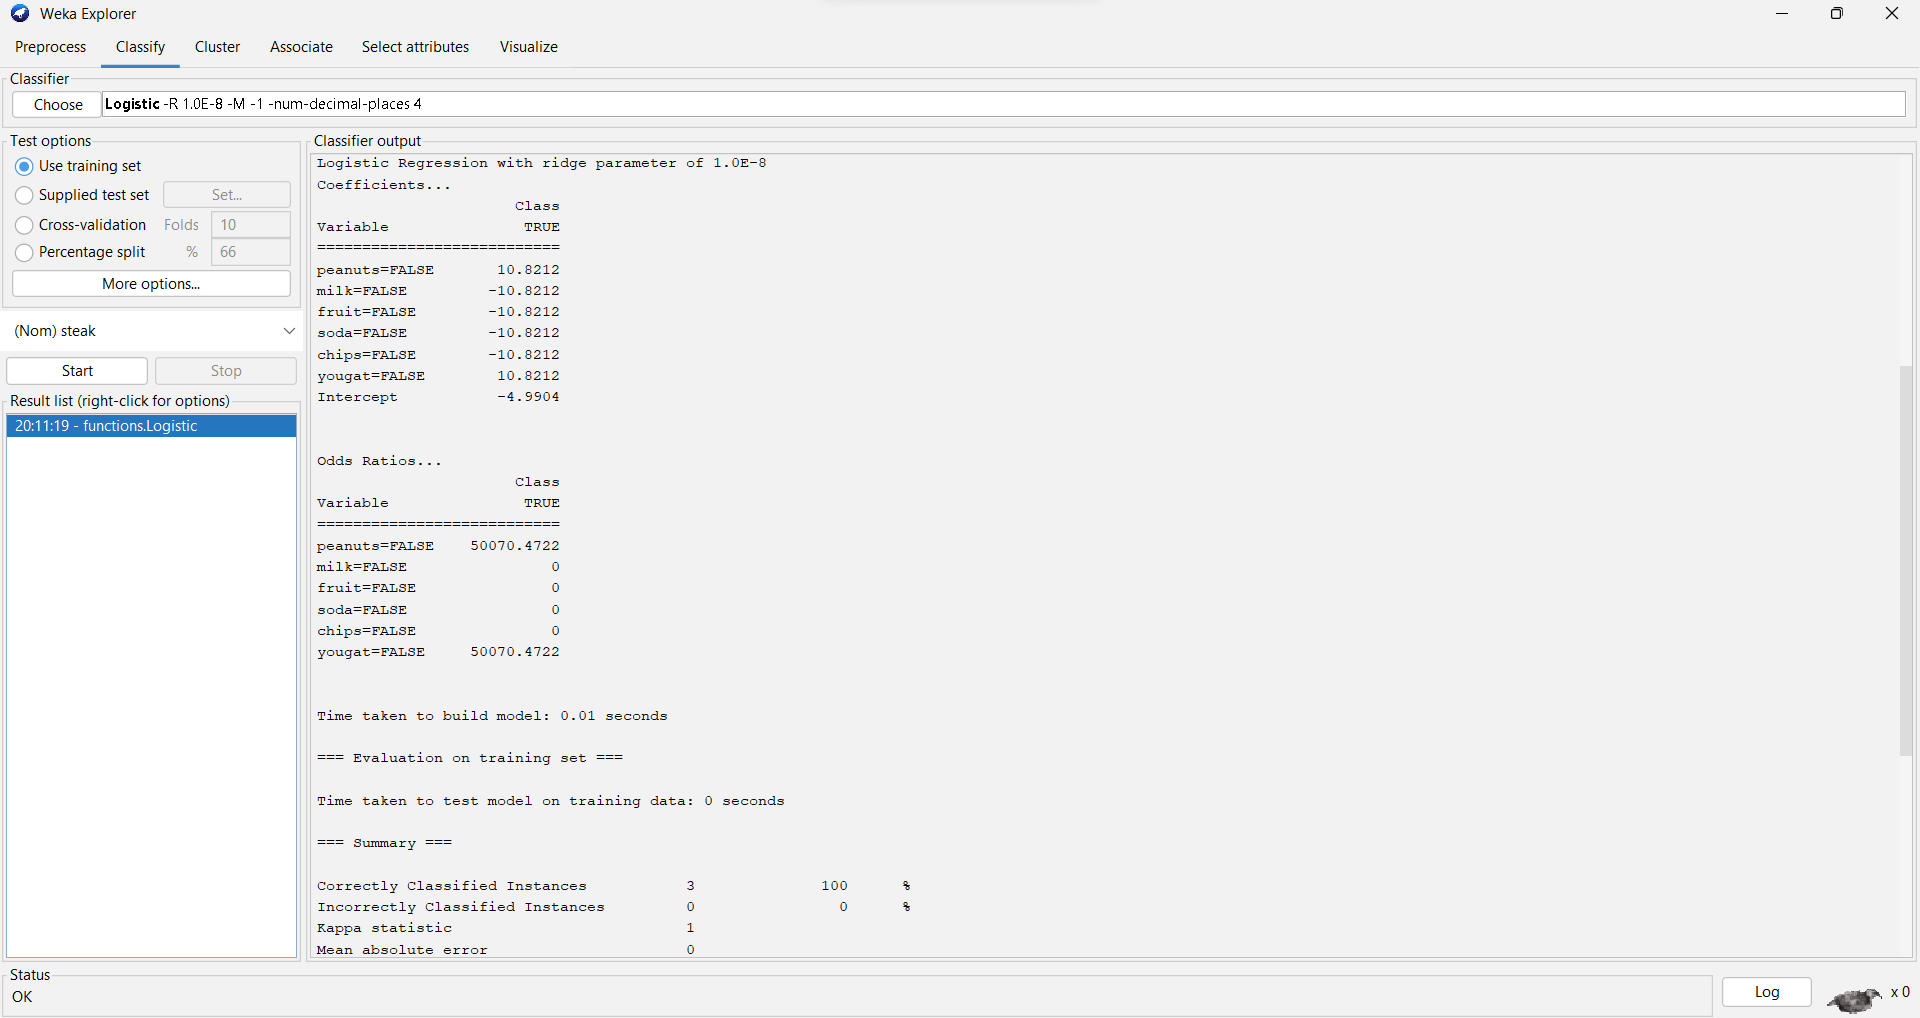 Weka Explorer
Preprocess Classify Cluster Associate Select attributes Visualize
Classifier
Choose Logistic -R 1.0E-8 -M -1 -num-decimal-places 4
Test options
Use training set
Supplied test set Set...
Cross-validation Folds 10
Percentage split % 66
More options...
(Nom) steak
Start Stop
Result list (right-click for options)
20:11:19 - functions.Logistic
Classifier output
Logistic Regression with ridge parameter of 1.0E-8
Coefficients...
Class
Variable TRUE
===========================
peanuts=FALSE 10.8212
milk=FALSE -10.8212
fruit=FALSE -10.8212
soda=FALSE -10.8212
chips=FALSE -10.8212
yougat=FALSE 10.8212
Intercept -4.9904
Odds Ratios...
Class
Variable TRUE
===========================
peanuts=FALSE 50070.4722
milk=FALSE 0
fruit=FALSE 0
soda=FALSE 0
chips=FALSE 0
yougat=FALSE 50070.4722
Time taken to build model: 0.01 seconds
=== Evaluation on training set ===
Time taken to test model on training data: 0 seconds
=== Summary ===
Correctly Classified Instances 3 100 %
Incorrectly Classified Instances 0 0 %
Kappa statistic 1
Mean absolute error 0
Status
OK
Log x 0